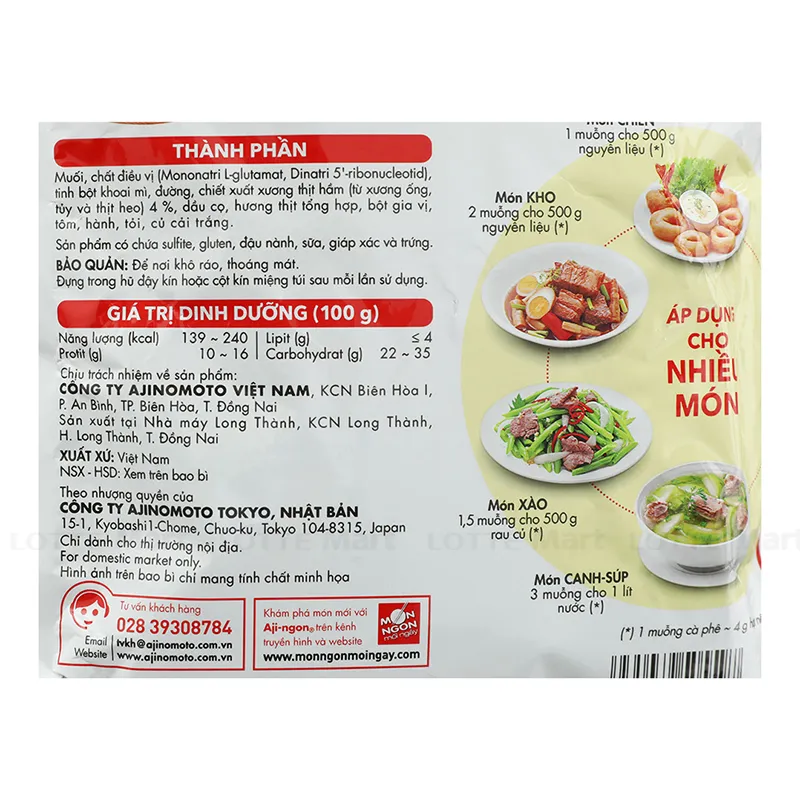 THÀNH PHẦN
Muối, chất điều vị (Mononatri L-glutamat, Dinatri 5'-ribonucleotid),
tinh bột khoai mì, đường, chiết xuất xương thịt hầm (từ xương ống,
tủy và thịt heo) 4 %, dầu cọ, hương thịt tổng hợp, bột gia vị,
tôm, hành, tỏi, củ cải trắng.
Sản phẩm có chứa sulfite, gluten, đậu nành, sữa, giáp xác và trứng.
BẢO QUẢN: Để nơi khô ráo, thoáng mát.
Đựng trong hũ đậy kín hoặc cột kín miệng túi sau mỗi lần sử dụng.
GIÁ TRỊ DINH DƯỠNG (100 g)
Năng lượng (kcal) 139 ~ 240 Lipit (g) ≤ 4
Protit (g) 10 ~ 16 Carbohydrat (g) 22 ~ 35
Chịu trách nhiệm về sản phẩm:
CÔNG TY AJINOMOTO VIỆT NAM, KCN Biên Hòa I,
P. An Bình, TP. Biên Hòa, T. Đồng Nai
Sản xuất tại Nhà máy Long Thành, KCN Long Thành,
H. Long Thành, T. Đồng Nai
XUẤT XỨ: Việt Nam
NSX - HSD: Xem trên bao bì
Theo nhượng quyền của
CÔNG TY AJINOMOTO TOKYO, NHẬT BẢN
15-1, Kyobashi1-Chome, Chuo-ku, Tokyo 104-8315, Japan
Chỉ dành cho thị trường nội địa.
For domestic market only.
Hình ảnh trên bao bì chỉ mang tính chất minh họa
Tư vấn khách hàng
028 39308784
Email tvkh@ajinomoto.com.vn
Website www.ajinomoto.com.vn
Khám phá món mới với
Aji-ngon® trên kênh
truyền hình và website
www.monngonmoingay.com
MÓN
NGON
mỗi ngày
Món CHIÊN
1 muỗng cho 500 g
nguyên liệu (*)
Món KHO
2 muỗng cho 500 g
nguyên liệu (*)
ÁP DỤNG
CHO
NHIỀU
MÓN
Món XÀO
1,5 muỗng cho 500 g
rau củ (*)
Món CANH-SÚP
3 muỗng cho 1 lít
nước (*)
(*) 1 muỗng cà phê ~ 4 g
LOTTE Mart LOTTE Mart LOTTE Mart LOTTE Mart